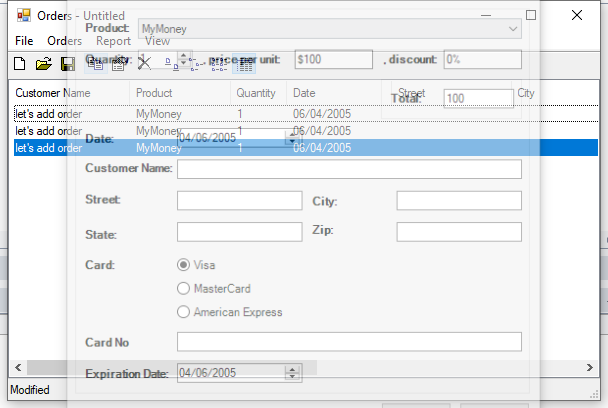 Orders - Untitled
Product: MyMoney
File Orders Report View
Quantity: 1 , price per unit: $100 , discount: 0%
Customer Name Product Quantity Date Street City
Total: 100
let's add order MyMoney 1 06/04/2005
let's add order MyMoney 1 06/04/2005
Date: 04/06/2005
let's add order MyMoney 1 06/04/2005
Customer Name:
Street: City:
State: Zip:
Card: Visa
MasterCard
American Express
Card No
Expiration Date: 04/06/2005
Modified